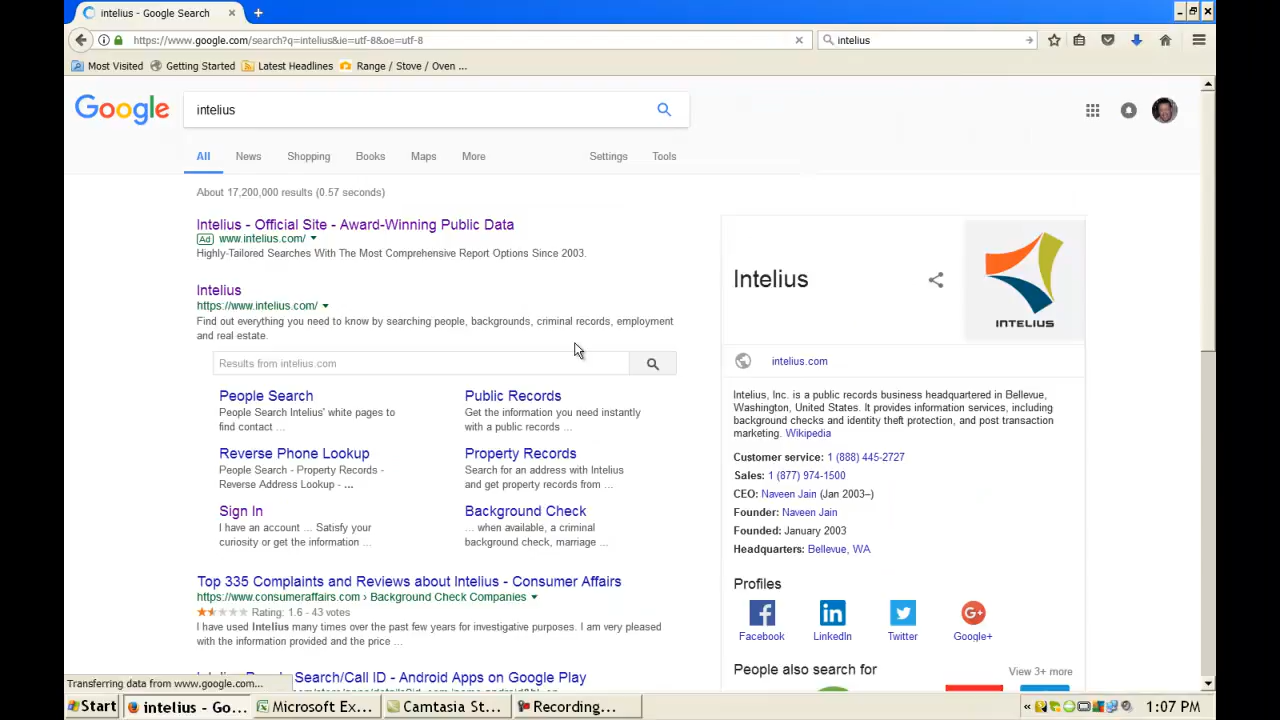 intelius - Google Search
https://www.google.com/search?q=intelius&ie=utf-8&oe=utf-8
intelius
Most Visited Getting Started Latest Headlines Range / Stove / Oven ...
Google
intelius
All News Shopping Books Maps More Settings Tools
About 17,200,000 results (0.57 seconds)
Intelius - Official Site - Award-Winning Public Data
Ad www.intelius.com/
Highly-Tailored Searches With The Most Comprehensive Report Options Since 2003.
Intelius
https://www.intelius.com/
Find out everything you need to know by searching people, backgrounds, criminal records, employment
and real estate.
Results from intelius.com
People Search
People Search Intelius' white pages to
find contact ...
Public Records
Get the information you need instantly
with a public records ...
Reverse Phone Lookup
People Search - Property Records -
Reverse Address Lookup - ...
Property Records
Search for an address with Intelius
and get property records from ...
Sign In
I have an account ... Satisfy your
curiosity or get the information ...
Background Check
... when available, a criminal
background check, marriage ...
Top 335 Complaints and Reviews about Intelius - Consumer Affairs
https://www.consumeraffairs.com › Background Check Companies
Rating: 1.6 - 43 votes
I have used Intelius many times over the past few years for investigative purposes. I am very pleased
with the information provided and the price ...
Search/Call ID - Android Apps on Google Play
Intelius
INTELIUS
intelius.com
Intelius, Inc. is a public records business headquartered in Bellevue,
Washington, United States. It provides information services, including
background checks and identity theft protection, and post transaction
marketing. Wikipedia
Customer service: 1 (888) 445-2727
Sales: 1 (877) 974-1500
CEO: Naveen Jain (Jan 2003–)
Founder: Naveen Jain
Founded: January 2003
Headquarters: Bellevue, WA
Profiles
Facebook LinkedIn Twitter Google+
People also search for View 3+ more
Transferring data from www.google.com...
Start intelius - Go... Microsoft Ex... Camtasia St... Recording... 1:07 PM